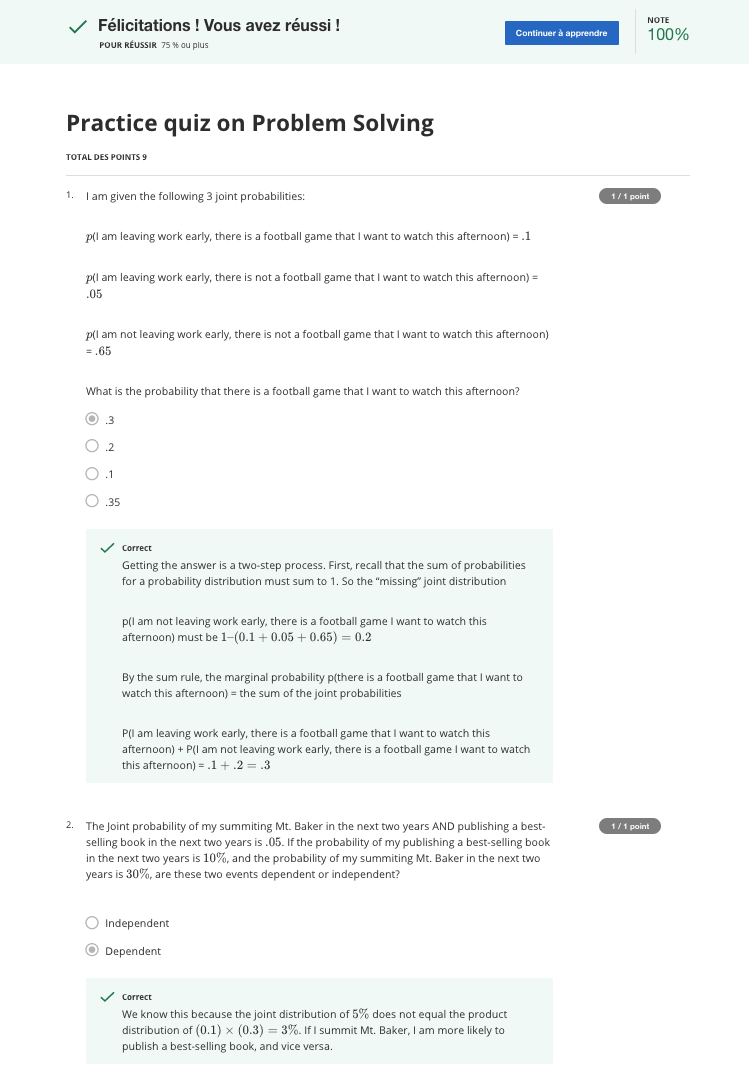 Félicitations ! Vous avez réussi !
POUR RÉUSSIR 75 % ou plus
Continuer à apprendre
NOTE
100%
Practice quiz on Problem Solving
TOTAL DES POINTS 9
1. I am given the following 3 joint probabilities:
1 / 1 point
p(I am leaving work early, there is a football game that I want to watch this afternoon) = .1
p(I am leaving work early, there is not a football game that I want to watch this afternoon) =
.05
p(I am not leaving work early, there is not a football game that I want to watch this afternoon)
= .65
What is the probability that there is a football game that I want to watch this afternoon?
.3
.2
.1
.35
Correct
Getting the answer is a two-step process. First, recall that the sum of probabilities
for a probability distribution must sum to 1. So the “missing” joint distribution
p(I am not leaving work early, there is a football game I want to watch this
afternoon) must be 1–(0.1 + 0.05 + 0.65) = 0.2
By the sum rule, the marginal probability p(there is a football game that I want to
watch this afternoon) = the sum of the joint probabilities
P(I am leaving work early, there is a football game that I want to watch this
afternoon) + P(I am not leaving work early, there is a football game I want to watch
this afternoon) = .1 + .2 = .3
2. The Joint probability of my summiting Mt. Baker in the next two years AND publishing a best-
1 / 1 point
selling book in the next two years is .05. If the probability of my publishing a best-selling book
in the next two years is 10%, and the probability of my summiting Mt. Baker in the next two
years is 30%, are these two events dependent or independent?
Independent
Dependent
Correct
We know this because the joint distribution of 5% does not equal the product
distribution of (0.1) × (0.3) = 3%. If I summit Mt. Baker, I am more likely to
publish a best-selling book, and vice versa.